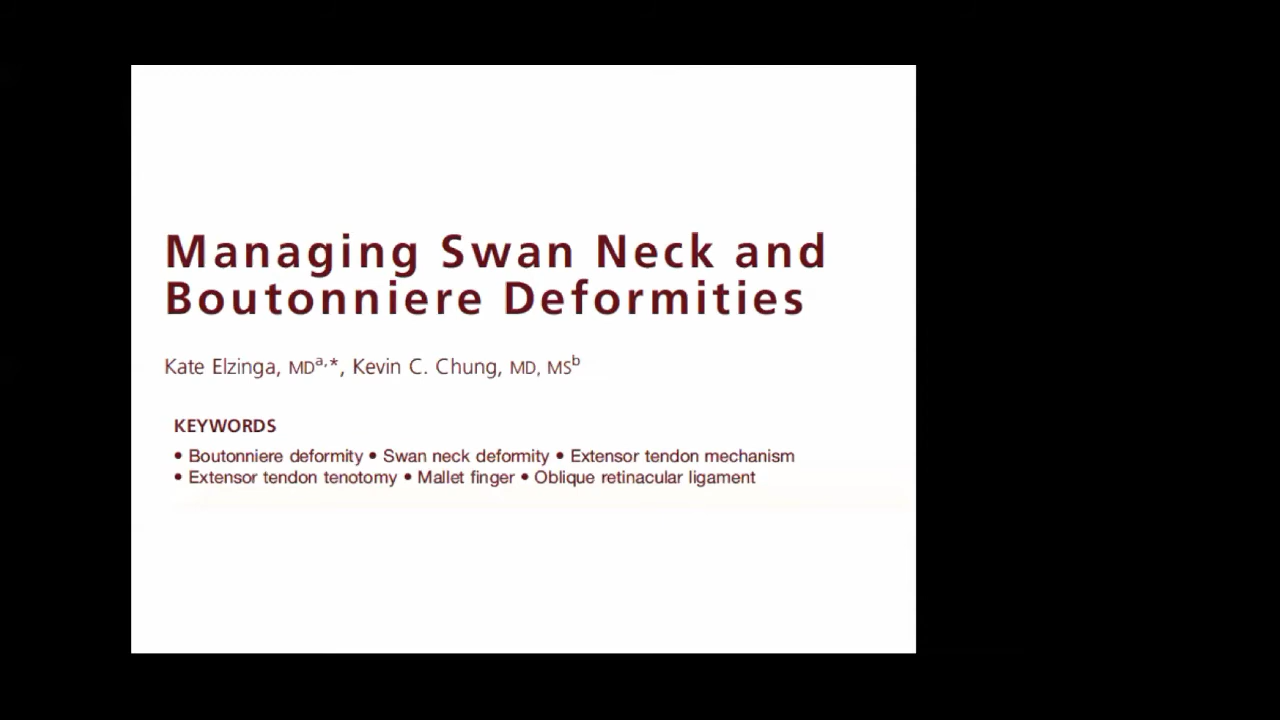 Managing Swan Neck and
Boutonniere Deformities
Kate Elzinga, MDa,*, Kevin C. Chung, MD, MSb
KEYWORDS
• Boutonniere deformity • Swan neck deformity • Extensor tendon mechanism
• Extensor tendon tenotomy • Mallet finger • Oblique retinacular ligament